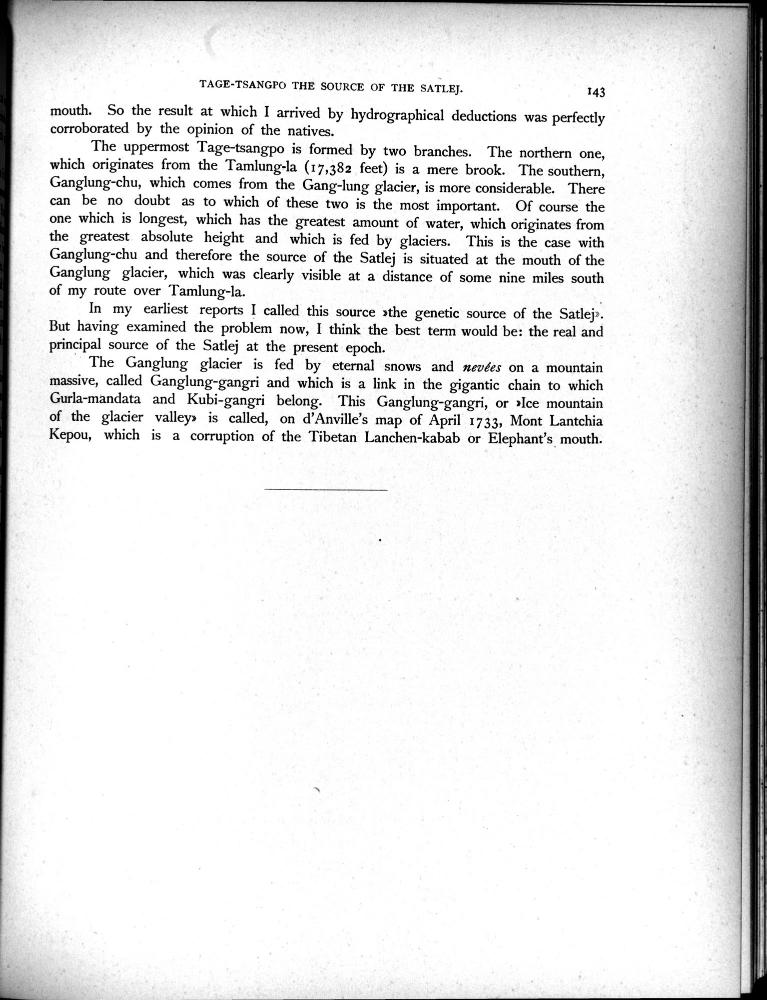 TAGE-TSANGPO THE SOURCE OF THE SATLEJ.
143
mouth. So the result at which I arrived by hydrographical deductions was perfectly
corroborated by the opinion of the natives.
The uppermost Tage-tsangpo is formed by two branches. The northern one,
which originates from the Tamlung-la (17,382 feet) is a mere brook. The southern,
Ganglung-chu, which comes from the Gang-lung glacier, is more considerable. There
can be no doubt as to which of these two is the most important. Of course the
one which is longest, which has the greatest amount of water, which originates from
the greatest absolute height and which is fed by glaciers. This is the case with
Ganglung-chu and therefore the source of the Satlej is situated at the mouth of the
Ganglung glacier, which was clearly visible at a distance of some nine miles south
of my route over Tamlung-la.
In my earliest reports I called this source »the genetic source of the Satlej».
But having examined the problem now, I think the best term would be: the real and
principal source of the Satlej at the present epoch.
The Ganglung glacier is fed by eternal snows and nevées on a mountain
massive, called Ganglung-gangri and which is a link in the gigantic chain to which
Gurla-mandata and Kubi-gangri belong. This Ganglung-gangri, or »Ice mountain
of the glacier valley» is called, on d'Anville's map of April 1733, Mont Lantchia
Kepou, which is a corruption of the Tibetan Lanchen-kabab or Elephant's mouth.